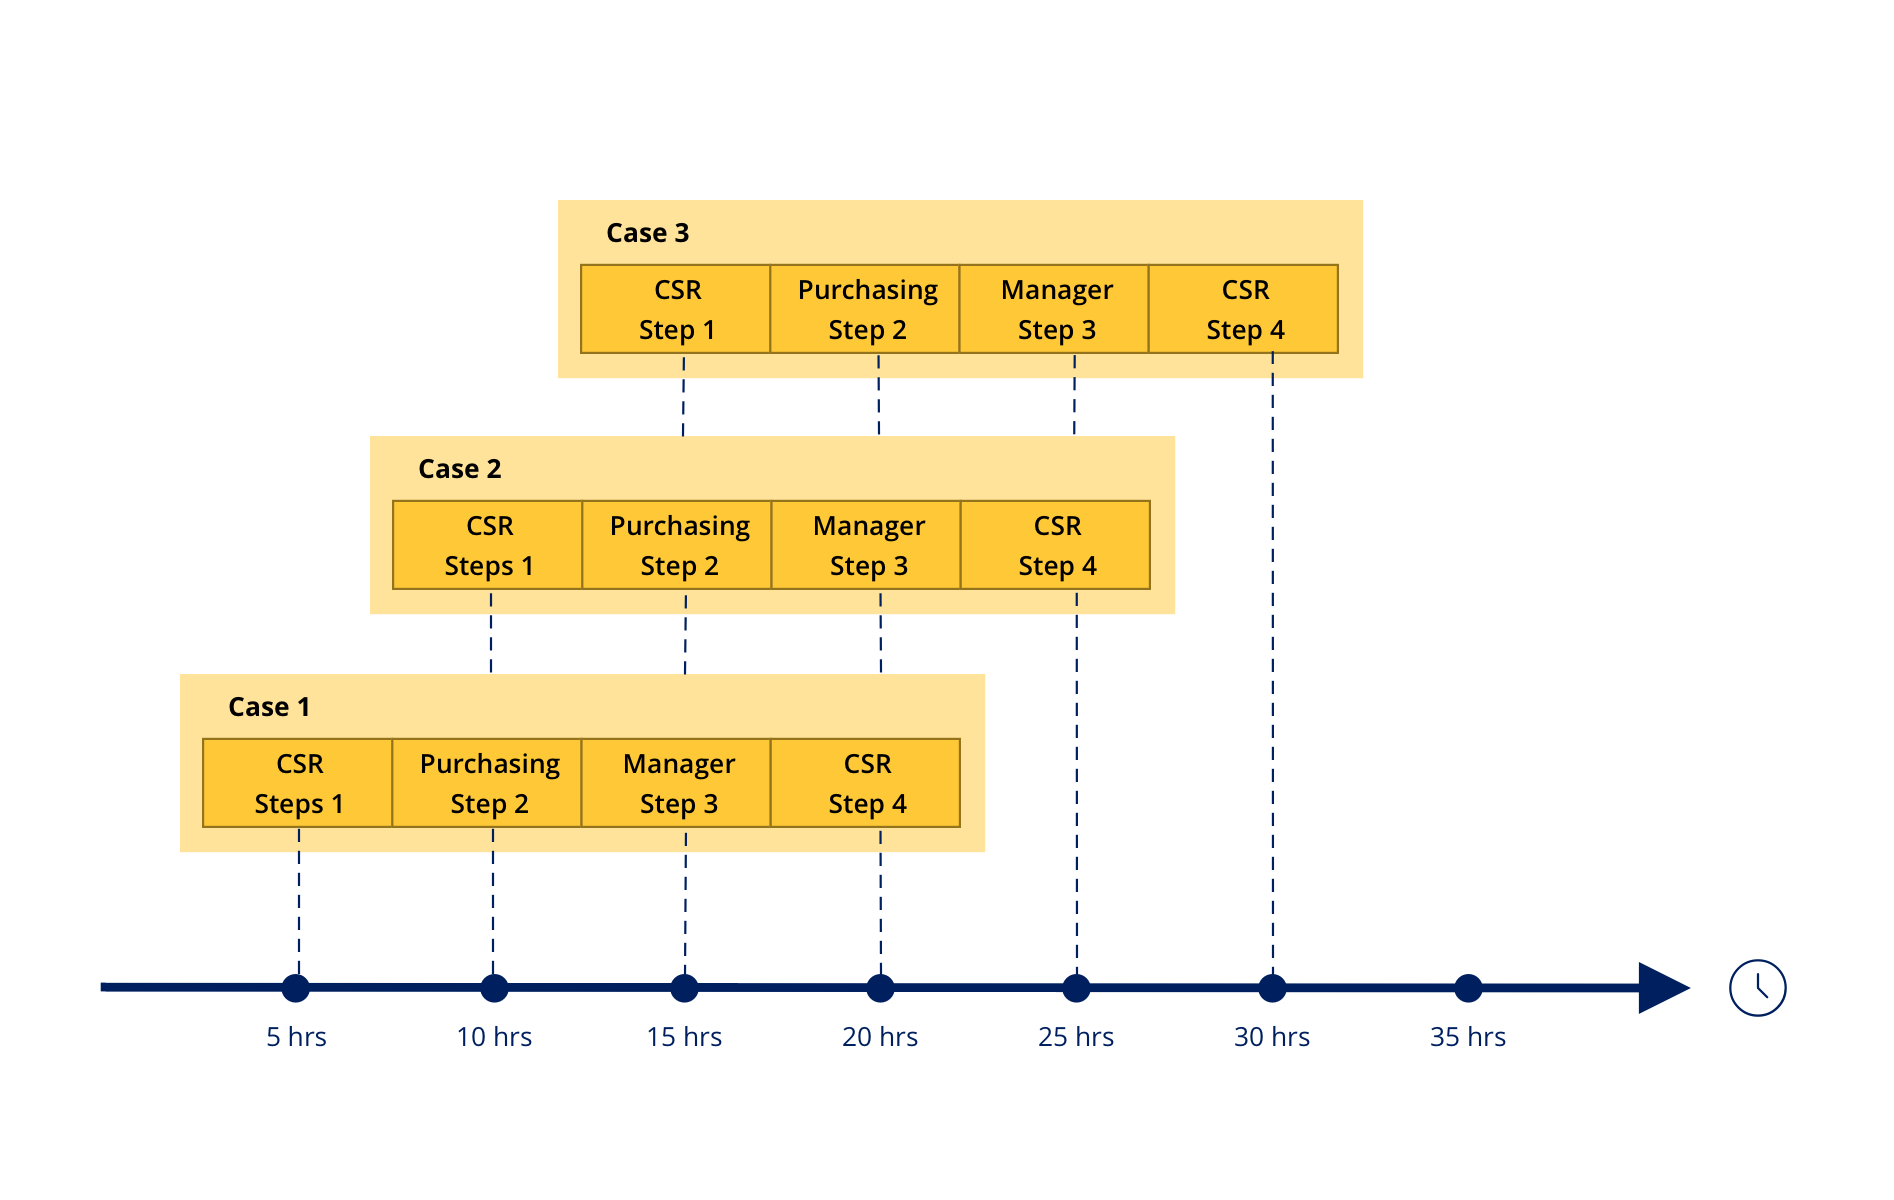 Case 3
CSR
Step 1
Purchasing
Step 2
Manager
Step 3
CSR
Step 4
Case 2
CSR
Steps 1
Purchasing
Step 2
Manager
Step 3
CSR
Step 4
Case 1
CSR
Steps 1
Purchasing
Step 2
Manager
Step 3
CSR
Step 4
5 hrs
10 hrs
15 hrs
20 hrs
25 hrs
30 hrs
35 hrs